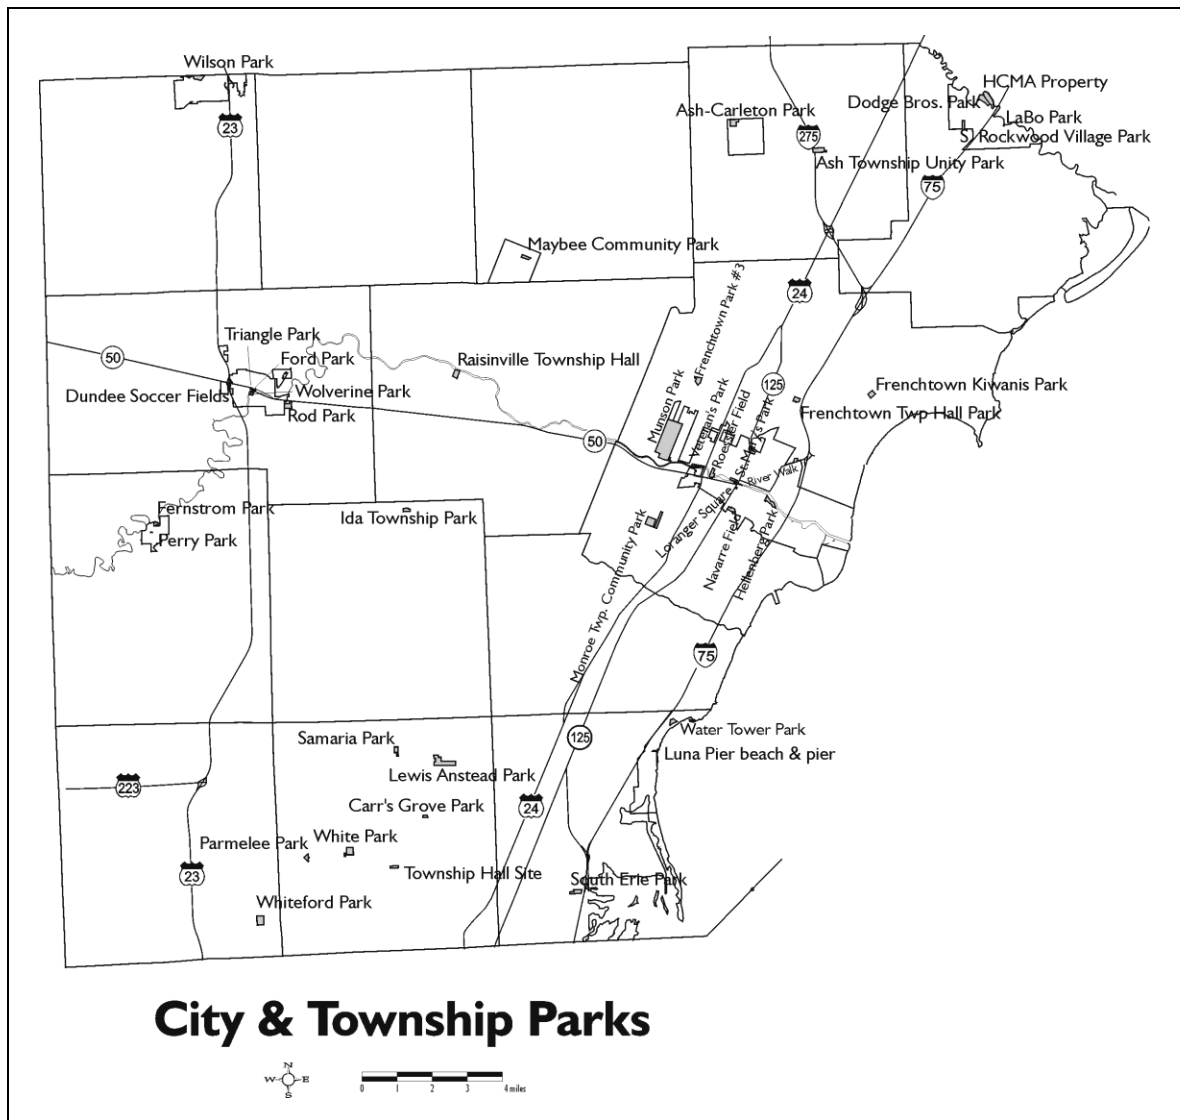 Wilson Park
23
HCMA Property
Dodge Bros. Park
Ash-Carleton Park
LaBo Park
275
S. Rockwood Village Park
Ash Township Unity Park
75
Maybee Community Park
Frenchtown Park #3
24
Triangle Park
50
Ford Park
Raisinville Township Hall
125
Frenchtown Kiwanis Park
Dundee Soccer Fields
Wolverine Park
Rod Park
Frenchtown Twp Hall Park
Munson Park
Veteran's Park
Roessler Field
St. Mary's Park
50
River Walk
Fernstrom Park
Ida Township Park
Perry Park
Loranger Square
Navarre Field
Hellenberg Park
Monroe Twp. Community Park
75
Water Tower Park
Samaria Park
125
Luna Pier beach & pier
Lewis Anstead Park
223
Carr's Grove Park
24
Parmelee Park
White Park
23
Township Hall Site
South Erie Park
Whiteford Park
City & Township Parks
N
W E
S
0 1 2 3 4 miles